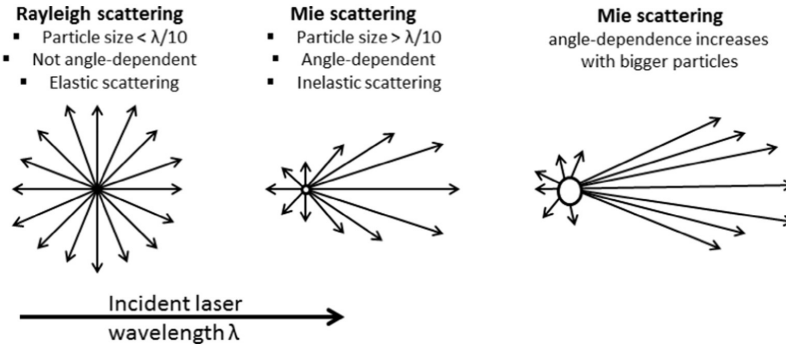 Rayleigh scattering
▪ Particle size < λ/10
▪ Not angle-dependent
▪ Elastic scattering
Mie scattering
▪ Particle size > λ/10
▪ Angle-dependent
▪ Inelastic scattering
Mie scattering
angle-dependence increases
with bigger particles
Incident laser
wavelength λ